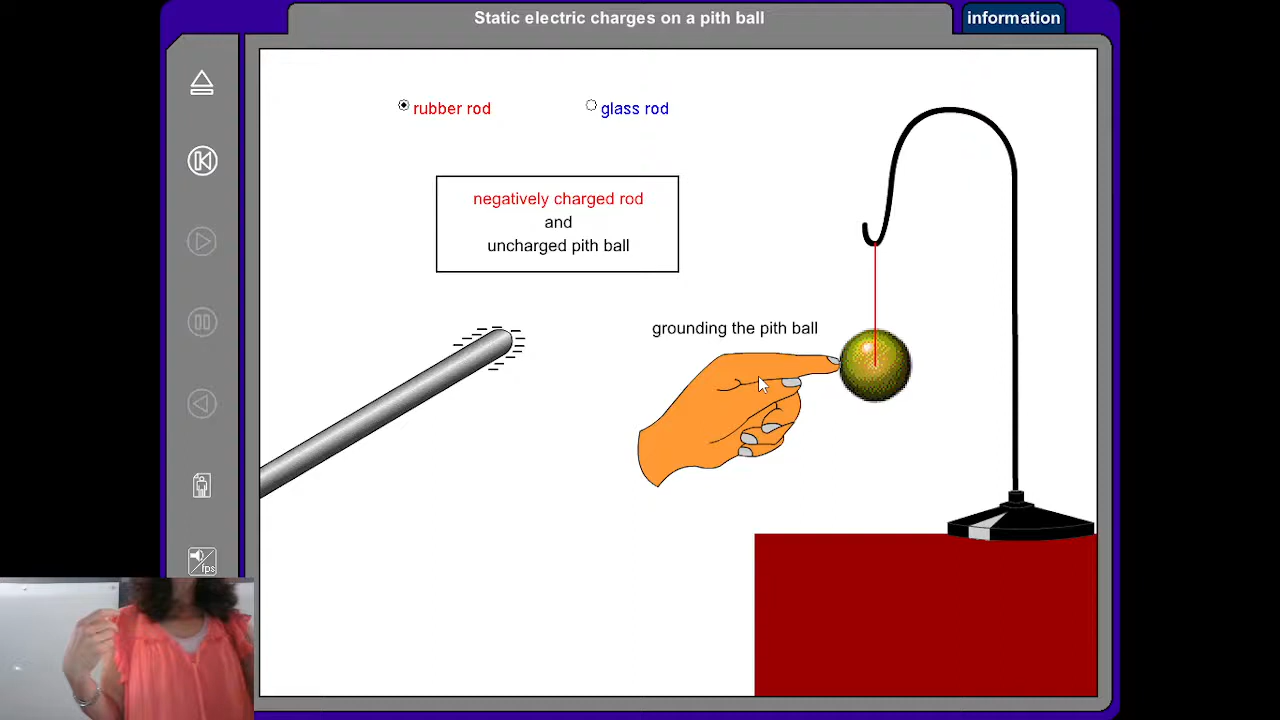 Static electric charges on a pith ball
information
rubber rod
glass rod
negatively charged rod
and
uncharged pith ball
grounding the pith ball
fps